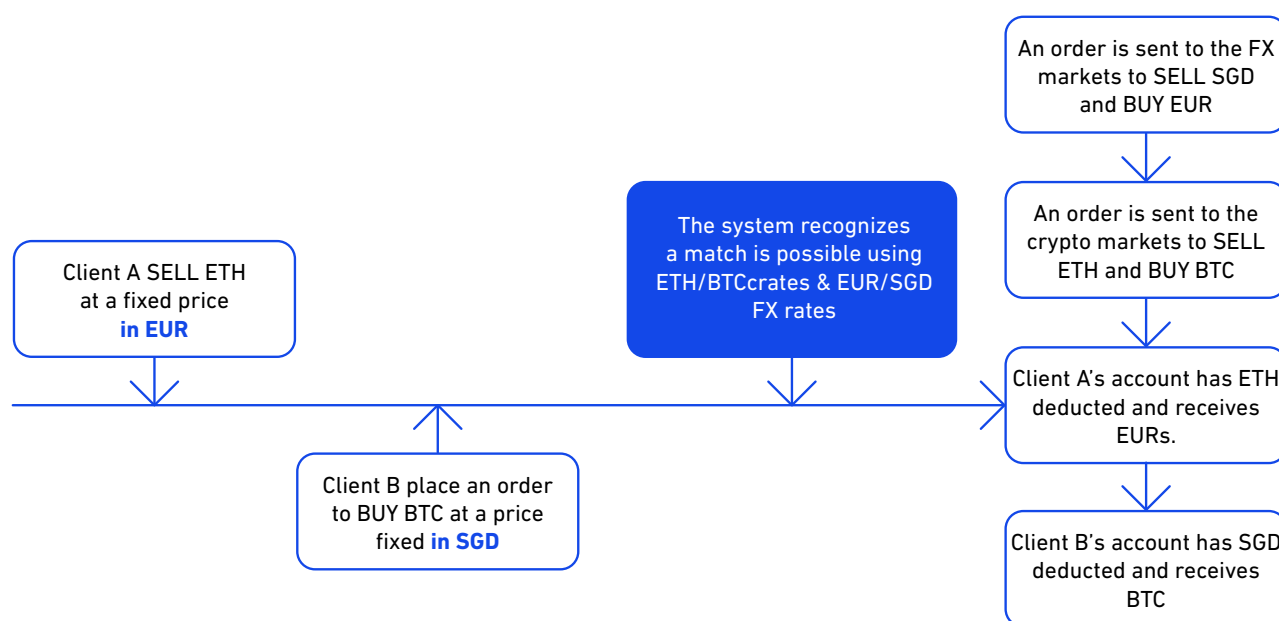 Client A SELL ETH
at a fixed price
in EUR
Client B place an order
to BUY BTC at a price
fixed in SGD
The system recognizes
a match is possible using
ETH/BTCcrates & EUR/SGD
FX rates
An order is sent to the FX
markets to SELL SGD
and BUY EUR
An order is sent to the
crypto markets to SELL
ETH and BUY BTC
Client A’s account has ETH
deducted and receives
EURs.
Client B’s account has SGD
deducted and receives
BTC